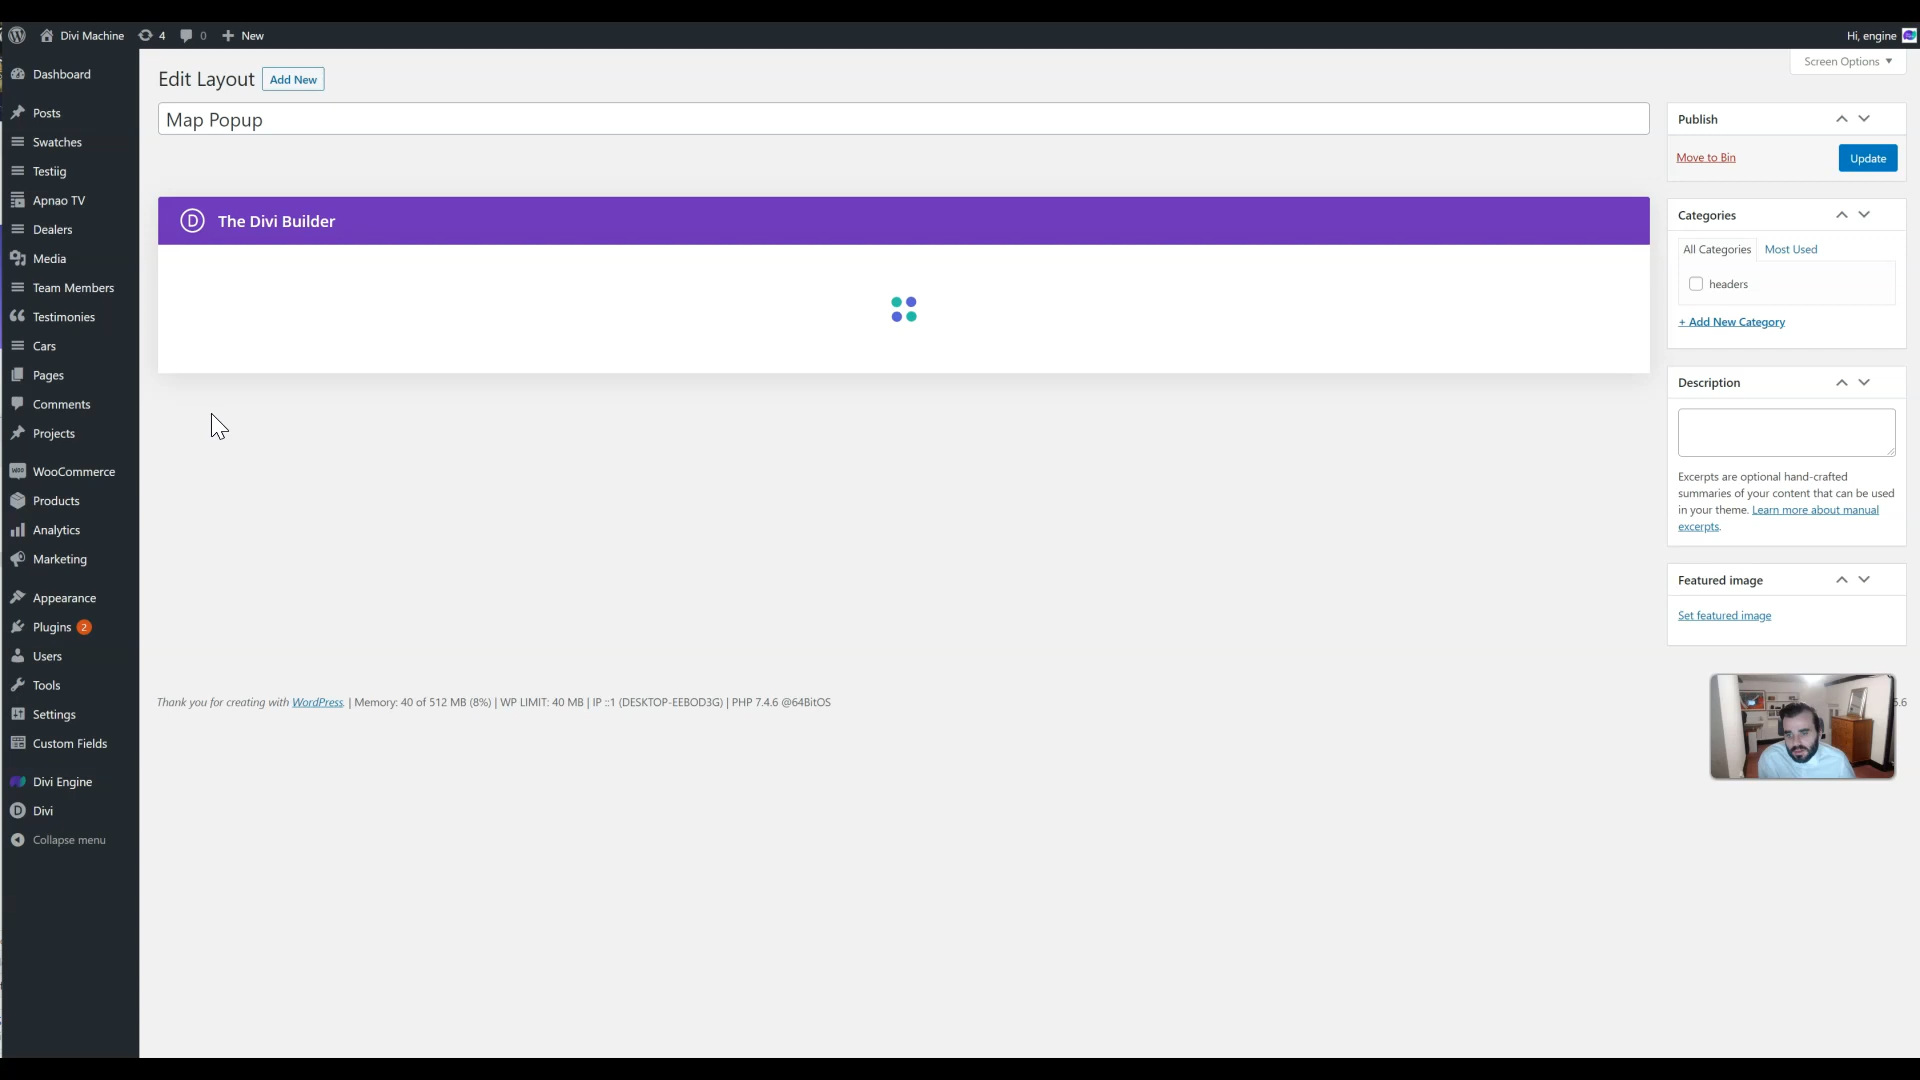 Divi Machine 4 0 New Hi, engine
Screen Options
Dashboard
Posts
Swatches
Testiig
Apnao TV
Dealers
Media
Team Members
Testimonies
Cars
Pages
Comments
Projects
WooCommerce
Products
Analytics
Marketing
Appearance
Plugins 2
Users
Tools
Settings
Custom Fields
Divi Engine
Divi
Collapse menu
Edit Layout Add New
Map Popup
D The Divi Builder
Thank you for creating with WordPress. | Memory: 40 of 512 MB (8%) | WP LIMIT: 40 MB | IP ::1 (DESKTOP-EEBOD3G) | PHP 7.4.6 @64BitOS
Publish
Move to Bin Update
Categories
All Categories Most Used
headers
+ Add New Category
Description
Excerpts are optional hand-crafted
summaries of your content that can be used
in your theme. Learn more about manual
excerpts.
Featured image
Set featured image